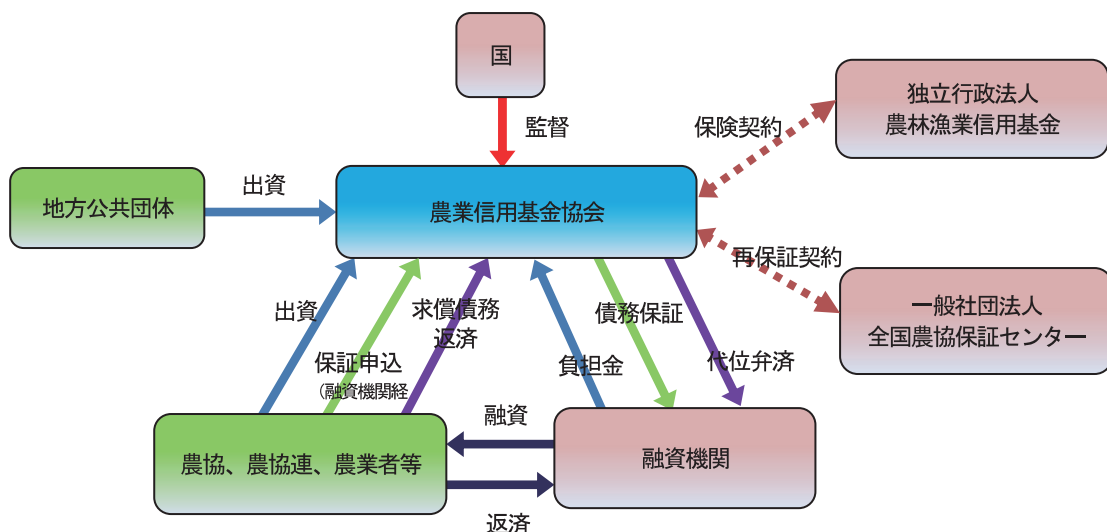 国
監督
保険契約
独立行政法人
農林漁業信用基金
地方公共団体
出資
農業信用基金協会
再保証契約
一般社団法人
全国農協保証センター
出資
保証申込
（融資機関経
求償債務
返済
負担金
債務保証
代位弁済
農協、農協連、農業者等
融資
返済
融資機関